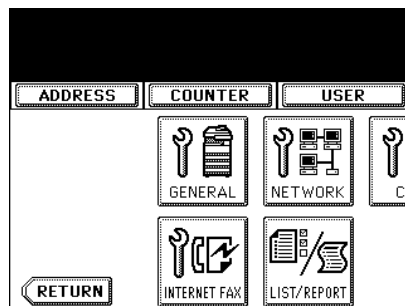 ADDRESS COUNTER USER
GENERAL NETWORK C
INTERNET FAX LIST/REPORT
RETURN